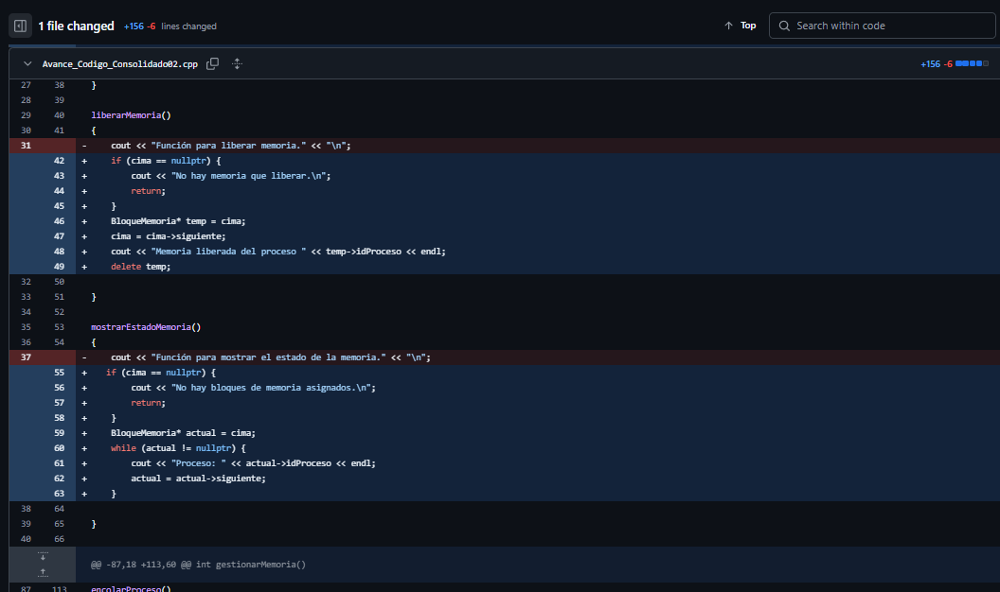 1 file changed +156 -6 lines changed
Top
Search within code
Avance_Codigo_Consolidado02.cpp
+156 -6
27 38 }
28 39
29 40 liberarMemoria()
30 41 {
31 - cout << "Función para liberar memoria." << "\n";
42 + if (cima == nullptr) {
43 + cout << "No hay memoria que liberar.\n";
44 + return;
45 + }
46 + BloqueMemoria* temp = cima;
47 + cima = cima->siguiente;
48 + cout << "Memoria liberada del proceso " << temp->idProceso << endl;
49 + delete temp;
32 50
33 51 }
34 52
35 53 mostrarEstadoMemoria()
36 54 {
37 - cout << "Función para mostrar el estado de la memoria." << "\n";
55 + if (cima == nullptr) {
56 + cout << "No hay bloques de memoria asignados.\n";
57 + return;
58 + }
59 + BloqueMemoria* actual = cima;
60 + while (actual != nullptr) {
61 + cout << "Proceso: " << actual->idProceso << endl;
62 + actual = actual->siguiente;
63 + }
38 64
39 65 }
40 66
@@ -87,18 +113,60 @@ int gestionarMemoria()
87 113 encolarProceso()